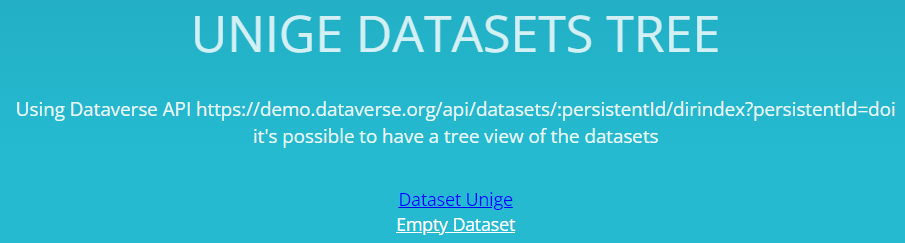 UNIGE DATASETS TREE
Using Dataverse API https://demo.dataverse.org/api/datasets/:persistentId/dirindex?persistentId=doi
it's possible to have a tree view of the datasets
Dataset Unige
Empty Dataset